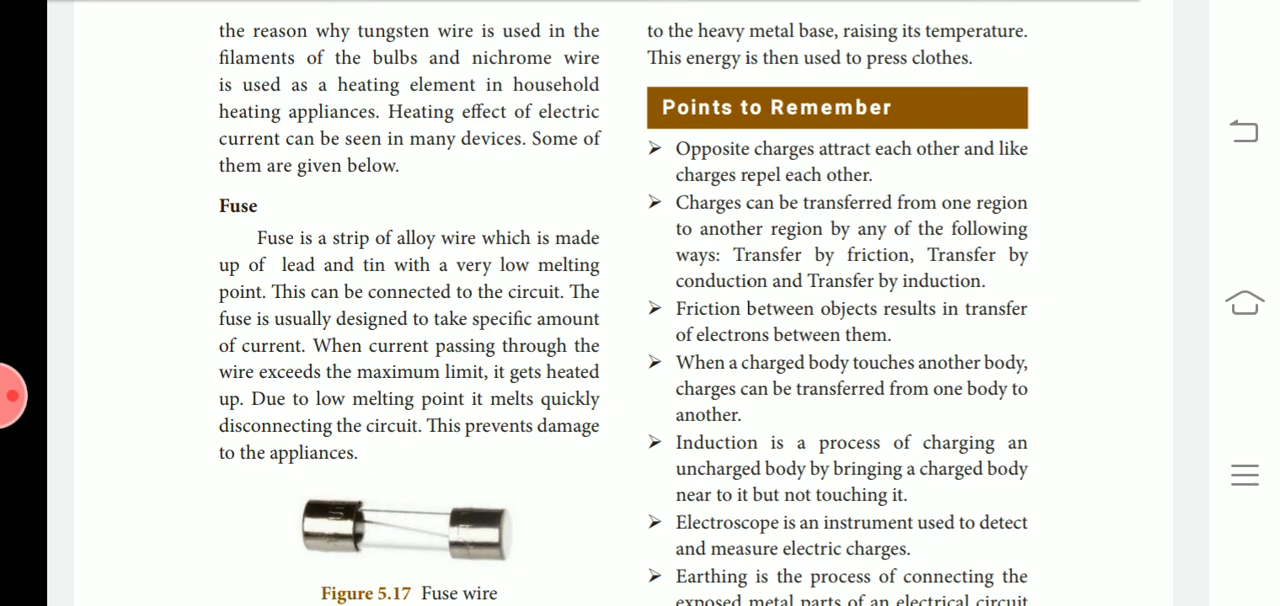 the reason why tungsten wire is used in the
filaments of the bulbs and nichrome wire
is used as a heating element in household
heating appliances. Heating effect of electric
current can be seen in many devices. Some of
them are given below.
Fuse
Fuse is a strip of alloy wire which is made
up of lead and tin with a very low melting
point. This can be connected to the circuit. The
fuse is usually designed to take specific amount
of current. When current passing through the
wire exceeds the maximum limit, it gets heated
up. Due to low melting point it melts quickly
disconnecting the circuit. This prevents damage
to the appliances.
Figure 5.17 Fuse wire
to the heavy metal base, raising its temperature.
This energy is then used to press clothes.
Points to Remember
➢ Opposite charges attract each other and like
charges repel each other.
➢ Charges can be transferred from one region
to another region by any of the following
ways: Transfer by friction, Transfer by
conduction and Transfer by induction.
➢ Friction between objects results in transfer
of electrons between them.
➢ When a charged body touches another body,
charges can be transferred from one body to
another.
➢ Induction is a process of charging an
uncharged body by bringing a charged body
near to it but not touching it.
➢ Electroscope is an instrument used to detect
and measure electric charges.
➢ Earthing is the process of connecting the
exposed metal parts of an electrical circuit